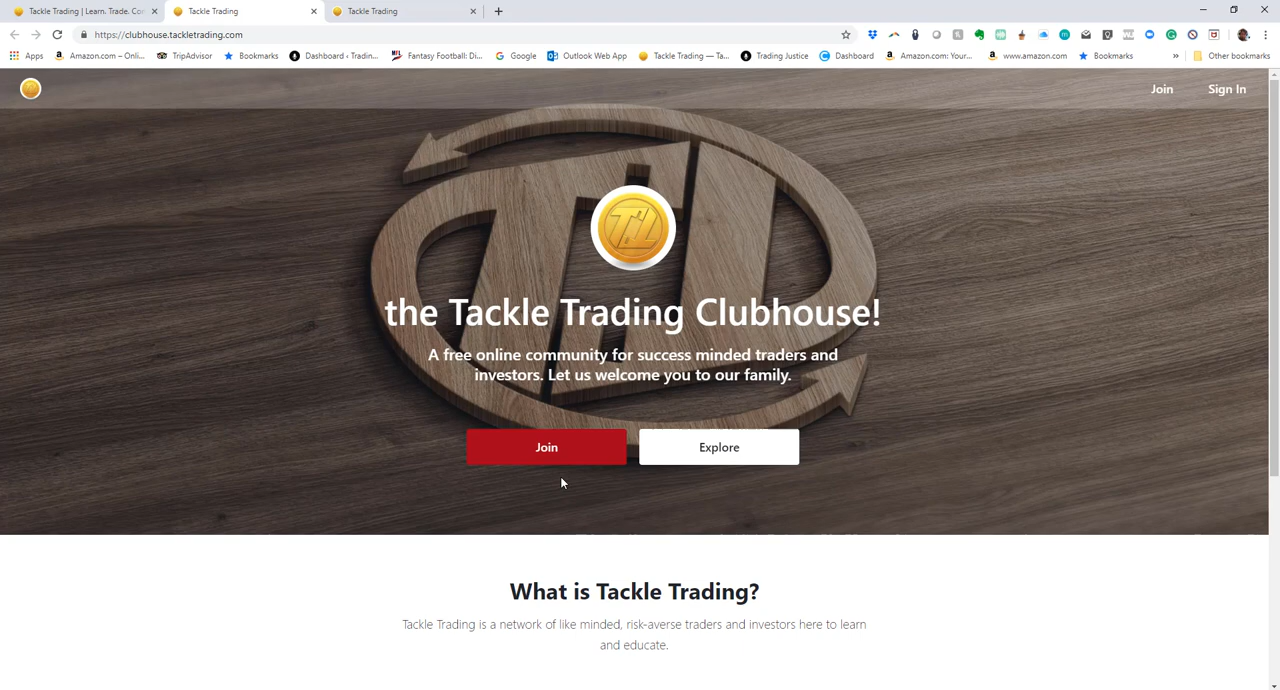 Tackle Trading | Learn. Trade. Co
Tackle Trading
Tackle Trading
https://clubhouse.tackletrading.com
Apps
Amazon.com – Onli...
TripAdvisor
Bookmarks
Dashboard ‹ Tradin...
Fantasy Football: Di...
Google
Outlook Web App
Tackle Trading — Ta...
Trading Justice
Dashboard
Amazon.com: Your...
www.amazon.com
Bookmarks
»
Other bookmarks
Join
Sign In
the Tackle Trading Clubhouse!
A free online community for success minded traders and
investors. Let us welcome you to our family.
Join
Explore
What is Tackle Trading?
Tackle Trading is a network of like minded, risk-averse traders and investors here to learn
and educate.